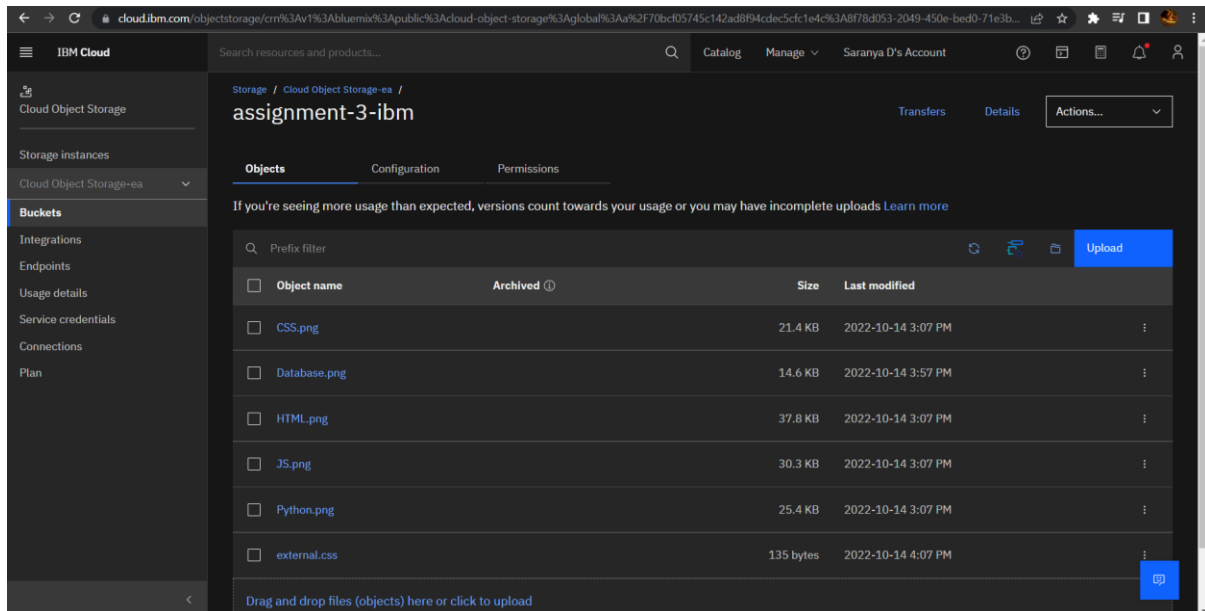 cloud.ibm.com/objectstorage/crn%3Av1%3Abluemix%3Apublic%3Acloud-object-storage%3Aglobal%3Aa%2F70bcf05745c142ad8f94cdec5cfc1e4c%3A8f78d053-2049-450e-bed0-71e3b...
IBM Cloud
Search resources and products...
Catalog
Manage
Saranya D's Account
Cloud Object Storage
Storage instances
Cloud Object Storage-ea
Buckets
Integrations
Endpoints
Usage details
Service credentials
Connections
Plan
Storage / Cloud Object Storage-ea /
assignment-3-ibm
Transfers
Details
Actions...
Objects
Configuration
Permissions
If you're seeing more usage than expected, versions count towards your usage or you may have incomplete uploads Learn more
Prefix filter
Upload
Object name Archived Size Last modified
CSS.png 21.4 KB 2022-10-14 3:07 PM
Database.png 14.6 KB 2022-10-14 3:57 PM
HTML.png 37.8 KB 2022-10-14 3:07 PM
JS.png 30.3 KB 2022-10-14 3:07 PM
Python.png 25.4 KB 2022-10-14 3:07 PM
external.css 135 bytes 2022-10-14 4:07 PM
Drag and drop files (objects) here or click to upload